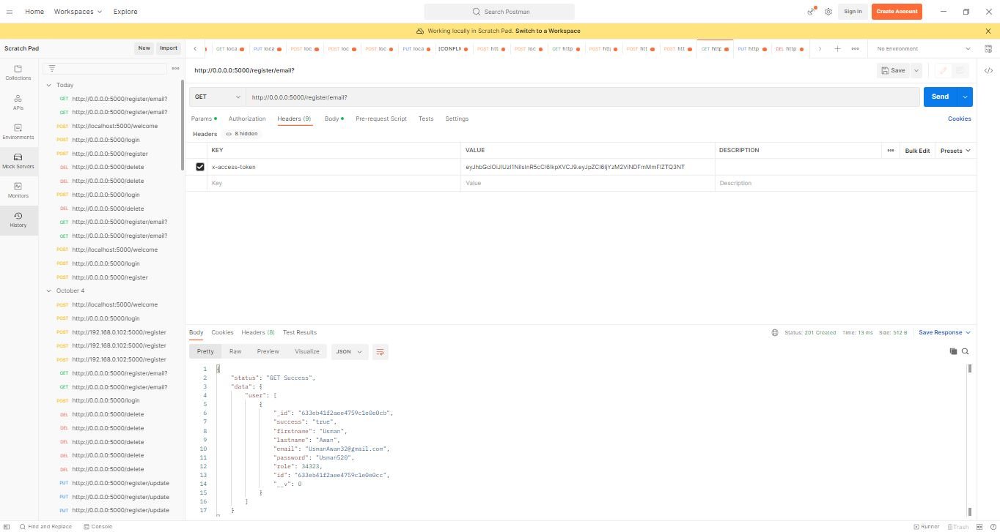 Home Workspaces Explore Search Postman Sign In Create Account
Working locally in Scratch Pad. Switch to a Workspace
Scratch Pad New Import GET loca PUT loca POST loc POST loc POST loc. PUT loca [CONFLI POST htt POST loc GET http POST http POST htt POST htt GET http PUT http DEL http No Environment
http://0.0.0.0:5000/register/email? Save
GET http://0.0.0.0:5000/register/email? Send
Params Authorization Headers (9) Body Pre-request Script Tests Settings Cookies
Headers 8 hidden
KEY VALUE DESCRIPTION Bulk Edit Presets
x-access-token
Key Value Description
Collections
APIs
Environments
Mock Servers
Monitors
History
Today
GET http://0.0.0.0:5000/register/email?
GET http://0.0.0.0:5000/register/email?
POST http://localhost:5000/welcome
POST http://0.0.0.0:5000/login
POST http://0.0.0.0:5000/register
DEL http://0.0.0.0:5000/delete
DEL http://0.0.0.0:5000/delete
POST http://0.0.0.0:5000/login
DEL http://0.0.0.0:5000/delete
GET http://0.0.0.0:5000/register/email?
GET http://0.0.0.0:5000/register/email?
POST http://localhost:5000/welcome
POST http://0.0.0.0:5000/login
POST http://0.0.0.0:5000/register
October 4
POST http://localhost:5000/welcome
POST http://0.0.0.0:5000/login
POST http://192.168.0.102:5000/register
POST http://192.168.0.102:5000/register
POST http://192.168.0.102:5000/register
GET http://0.0.0.0:5000/register/email?
GET http://0.0.0.0:5000/register/email?
POST http://0.0.0.0:5000/login
DEL http://0.0.0.0:5000/delete
DEL http://0.0.0.0:5000/delete
DEL http://0.0.0.0:5000/delete
DEL http://0.0.0.0:5000/delete
DEL http://0.0.0.0:5000/delete
PUT http://0.0.0.0:5000/register/update
PUT http://0.0.0.0:5000/register/update
PUT http://0.0.0.0:5000/register/update
Body Cookies Headers (8) Test Results Status: 201 Created Time: 13 ms Size: 512 B Save Response
Pretty Raw Preview Visualize JSON
1 {
2 "status": "GET Success",
3 "data": {
4 "user": [
5 {
6 "_id": "633eb41f2aee4759c1e0e0cb",
7 "success": "true",
8 "firstname": "Usman",
9 "lastname": "Awan",
10 "email": "UsmanAwan32@gmail.com",
11 "password": "Usman520",
12 "role": 34323,
13 "id": "633eb41f2aee4759c1e0e0cc",
14 "__v": 0
15 }
16 ]
17 }
Find and Replace Console Runner Trash